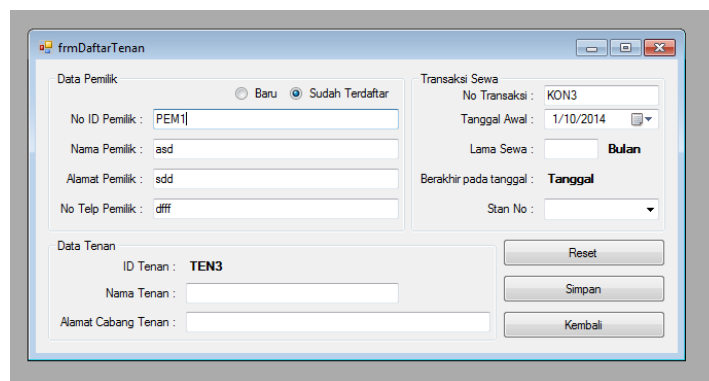 frmDaftarTenan
Data Pemilik
Baru Sudah Terdaftar
No ID Pemilik : PEM1
Nama Pemilik : asd
Alamat Pemilik : sdd
No Telp Pemilik : dfff
Transaksi Sewa
No Transaksi : KON3
Tanggal Awal : 1/10/2014
Lama Sewa : Bulan
Berakhir pada tanggal : Tanggal
Stan No :
Data Tenan
ID Tenan : TEN3
Nama Tenan :
Alamat Cabang Tenan :
Reset
Simpan
Kembali